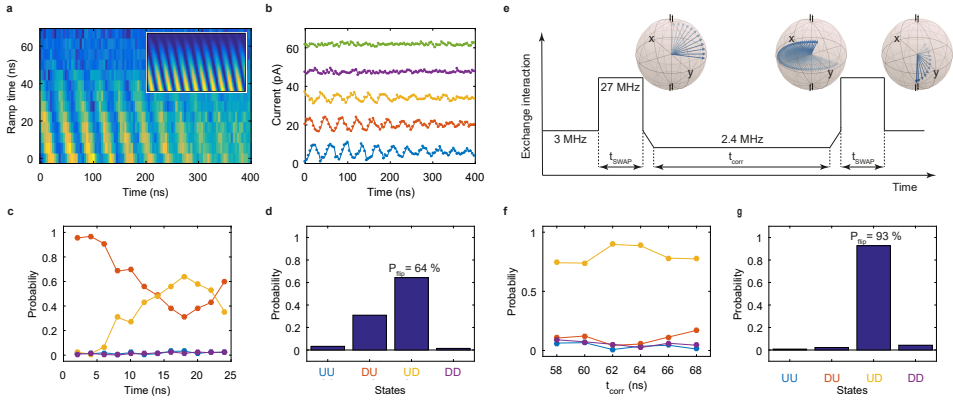 a
Ramp time (ns)
60
40
20
0
0 100 200 300 400
Time (ns)
b
Current (pA)
60
40
20
0
0 100 200 300 400
Time (ns)
c
Probability
1
0.8
0.6
0.4
0.2
0
0 5 10 15 20 25
Time (ns)
d
Probabiliy
1
0.8
0.6
0.4
0.2
0
P_flip = 64 %
UU DU UD DD
States
e
Exchange interaction
x
y
x
y
x
y
27 MHz
3 MHz
2.4 MHz
t_SWAP
t_corr
t_SWAP
Time
f
Probabiliy
1
0.5
0
58 60 62 64 66 68
t_corr (ns)
g
Probability
1
0.8
0.6
0.4
0.2
0
P_flip = 93 %
UU DU UD DD
States